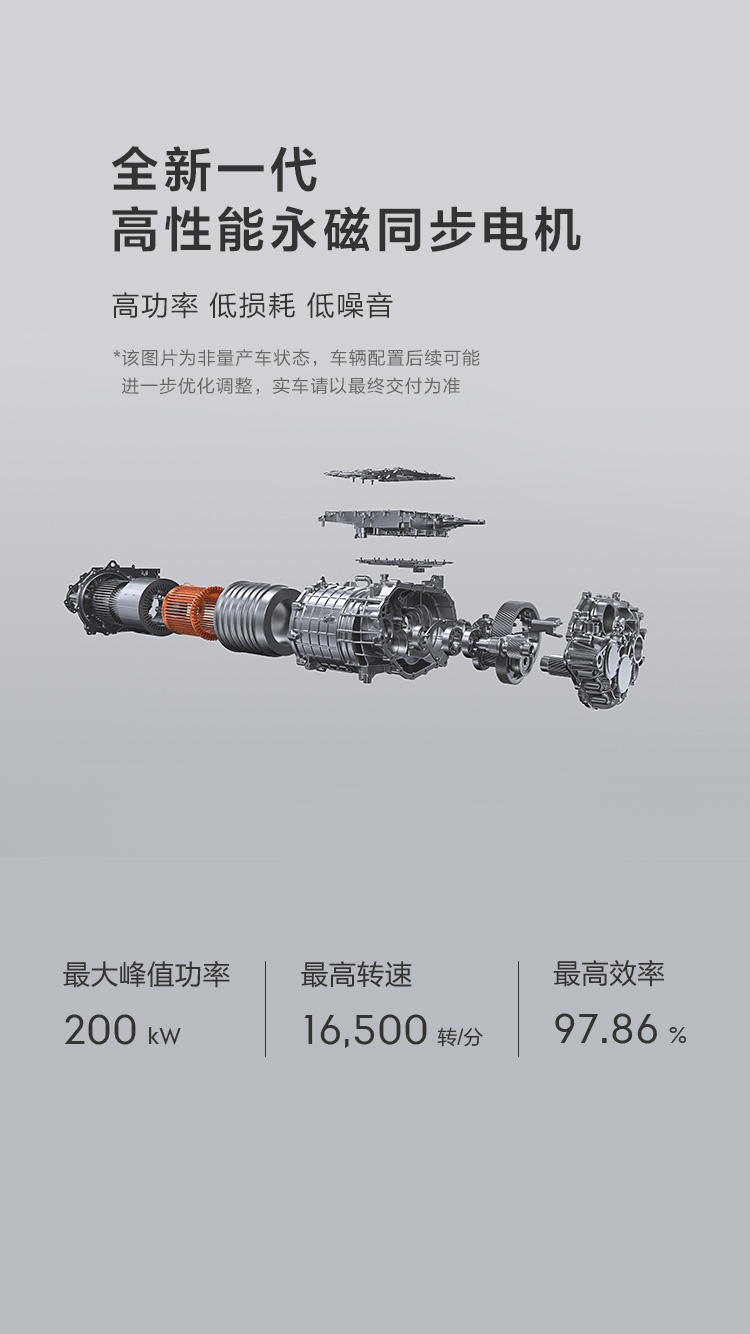 全新一代
高性能永磁同步电机
高功率 低损耗 低噪音
*该图片为非量产车状态，车辆配置后续可能
进一步优化调整，实车请以最终交付为准
最大峰值功率
200 kW
最高转速
16,500 转/分
最高效率
97.86 %